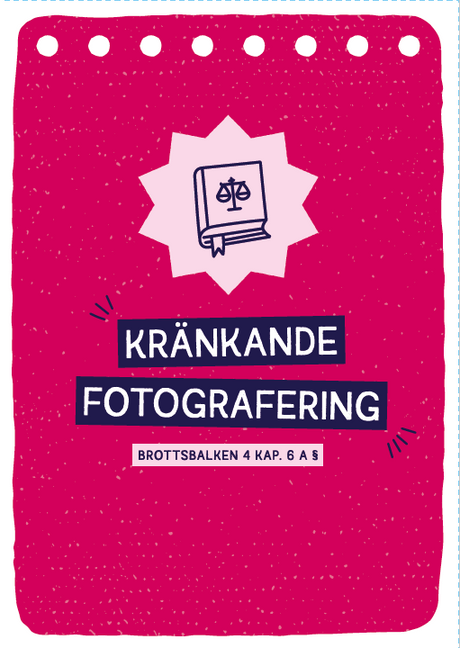 KRÄNKANDE
FOTOGRAFERING
BROTTSBALKEN 4 KAP. 6 A §